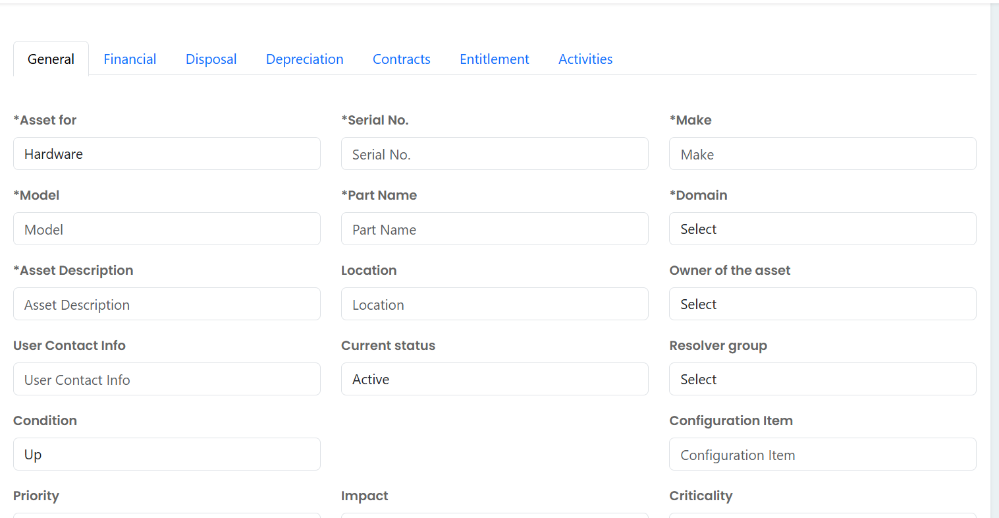 General Financial Disposal Depreciation Contracts Entitlement Activities
*Asset for *Serial No. *Make
Hardware Serial No. Make
*Model *Part Name *Domain
Model Part Name Select
*Asset Description Location Owner of the asset
Asset Description Location Select
User Contact Info Current status Resolver group
User Contact Info Active Select
Condition Configuration Item
Up Configuration Item
Priority Impact Criticality